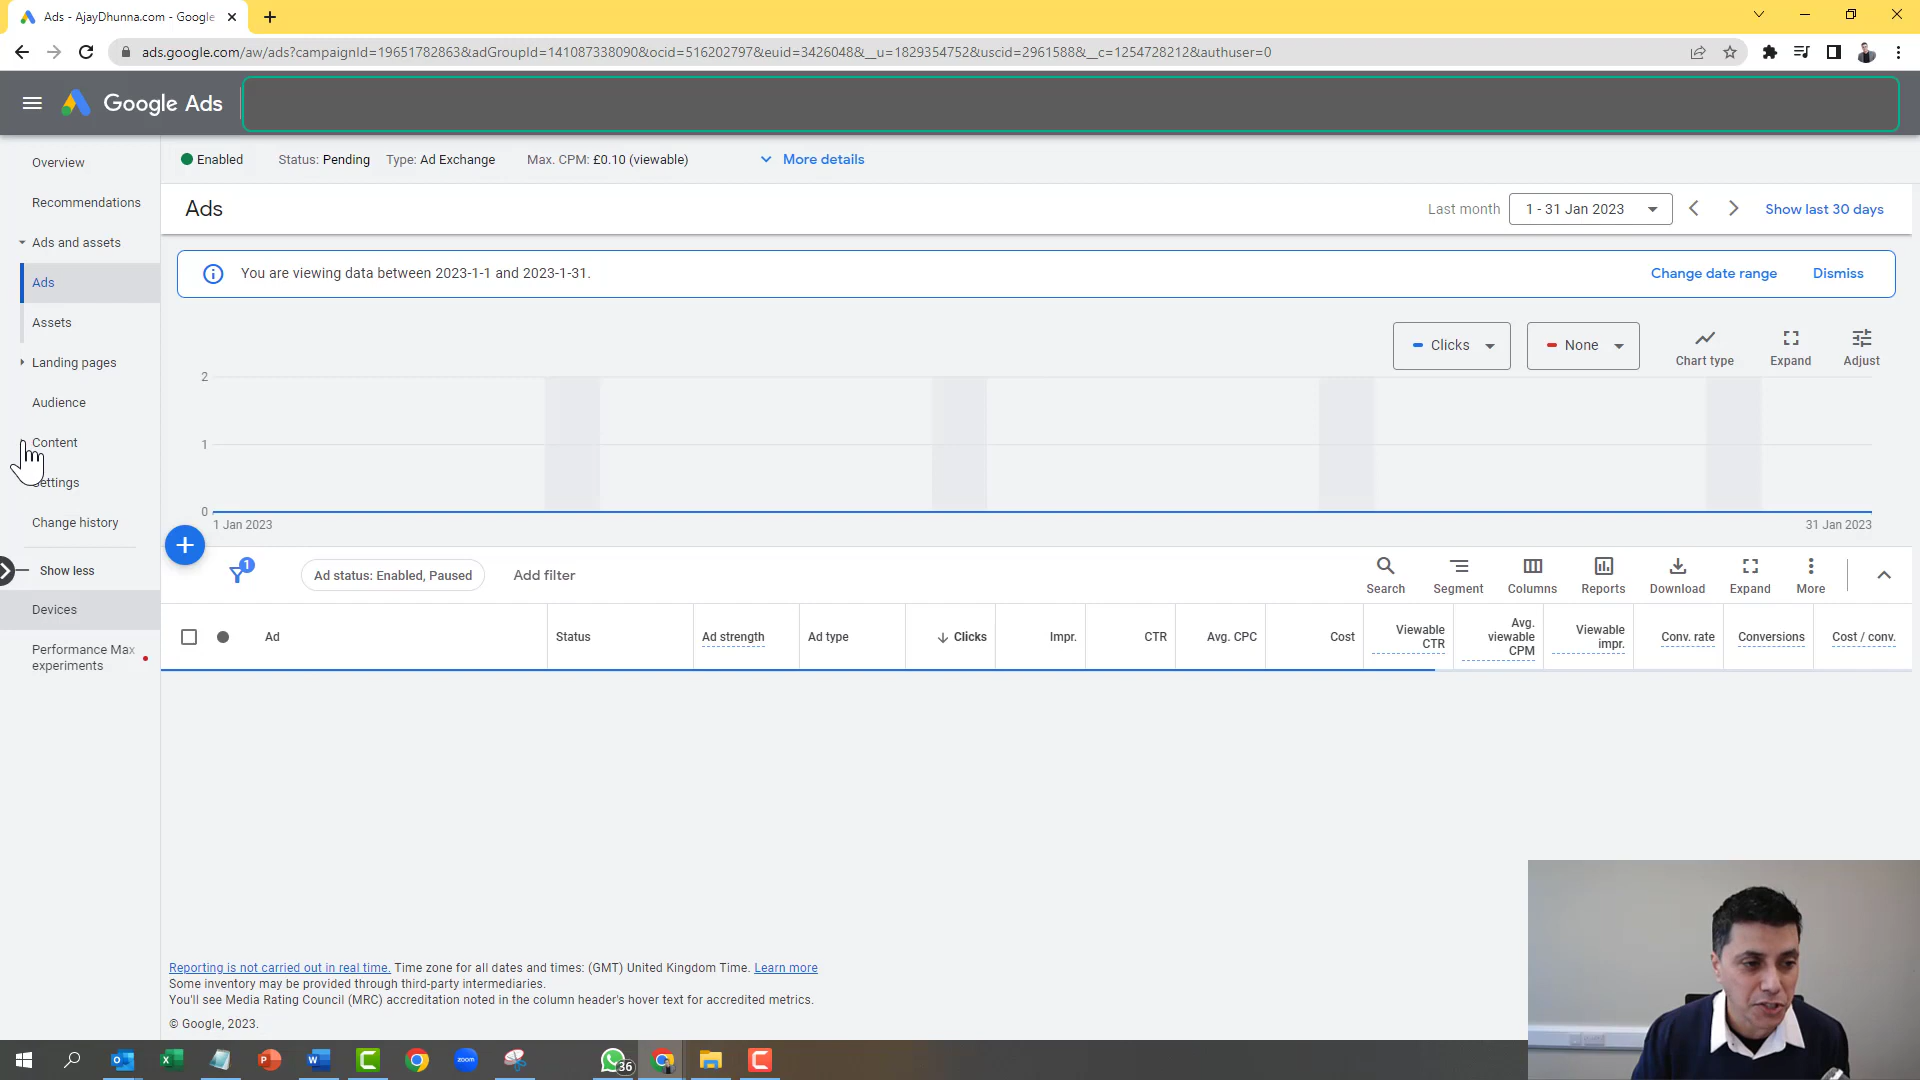 Ads - AjayDhunna.com - Google
ads.google.com/aw/ads?campaignId=19651782863&adGroupId=141087338090&ocid=516202797&euid=3426048&__u=1829354752&uscid=2961588&__c=1254728212&authuser=0
Google Ads
Overview
Recommendations
Ads and assets
Ads
Assets
Landing pages
Audience
Content
Settings
Change history
Show less
Devices
Performance Max
experiments
Enabled Status: Pending Type: Ad Exchange Max. CPM: £0.10 (viewable) More details
Ads
Last month 1 - 31 Jan 2023 Show last 30 days
You are viewing data between 2023-1-1 and 2023-1-31. Change date range Dismiss
Clicks None Chart type Expand Adjust
2
1
0
1 Jan 2023 31 Jan 2023
1 Ad status: Enabled, Paused Add filter
Search Segment Columns Reports Download Expand More
Ad Status Ad strength Ad type Clicks Impr. CTR Avg. CPC Cost Viewable CTR Avg. viewable CPM Viewable impr. Conv. rate Conversions Cost / conv.
Reporting is not carried out in real time. Time zone for all dates and times: (GMT) United Kingdom Time. Learn more
Some inventory may be provided through third-party intermediaries.
You'll see Media Rating Council (MRC) accreditation noted in the column header's hover text for accredited metrics.
© Google, 2023.
zoom
36